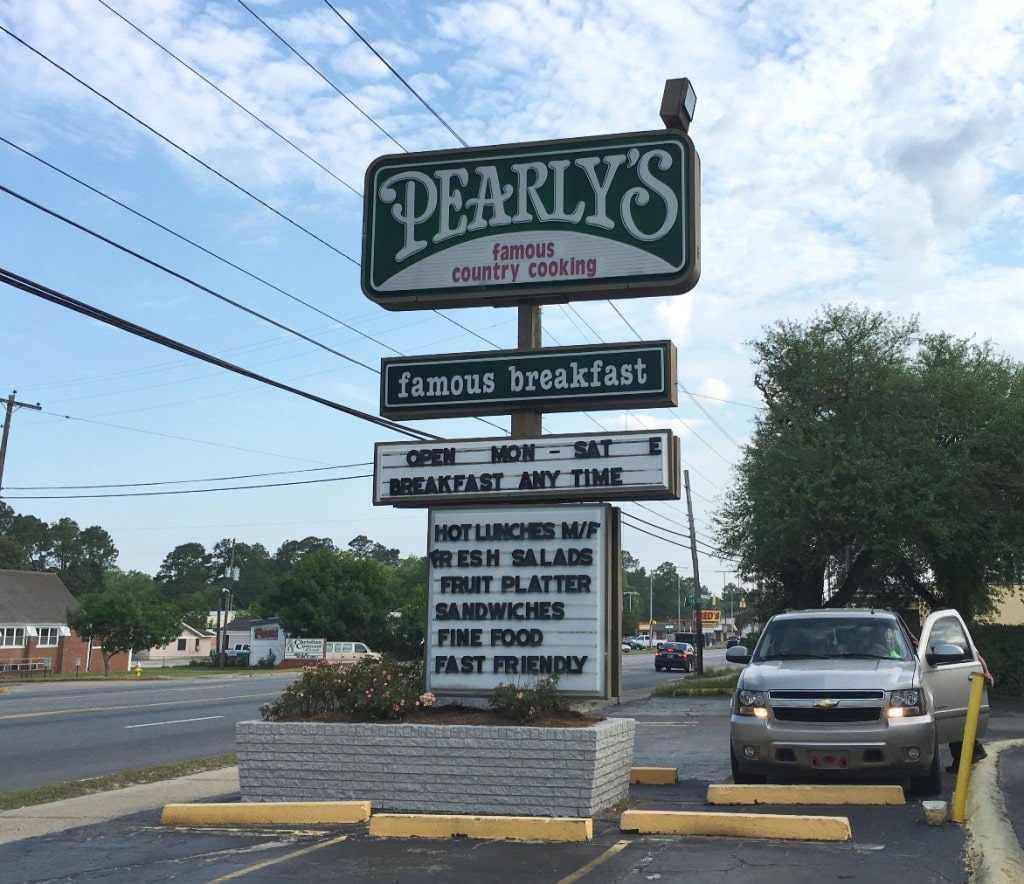 PEARLY'S
famous
country cooking
famous breakfast
OPEN MON - SAT E
BREAKFAST ANY TIME
HOT LUNCHES M/F
FRESH SALADS
FRUIT PLATTER
SANDWICHES
FINE FOOD
FAST FRIENDLY
Christian